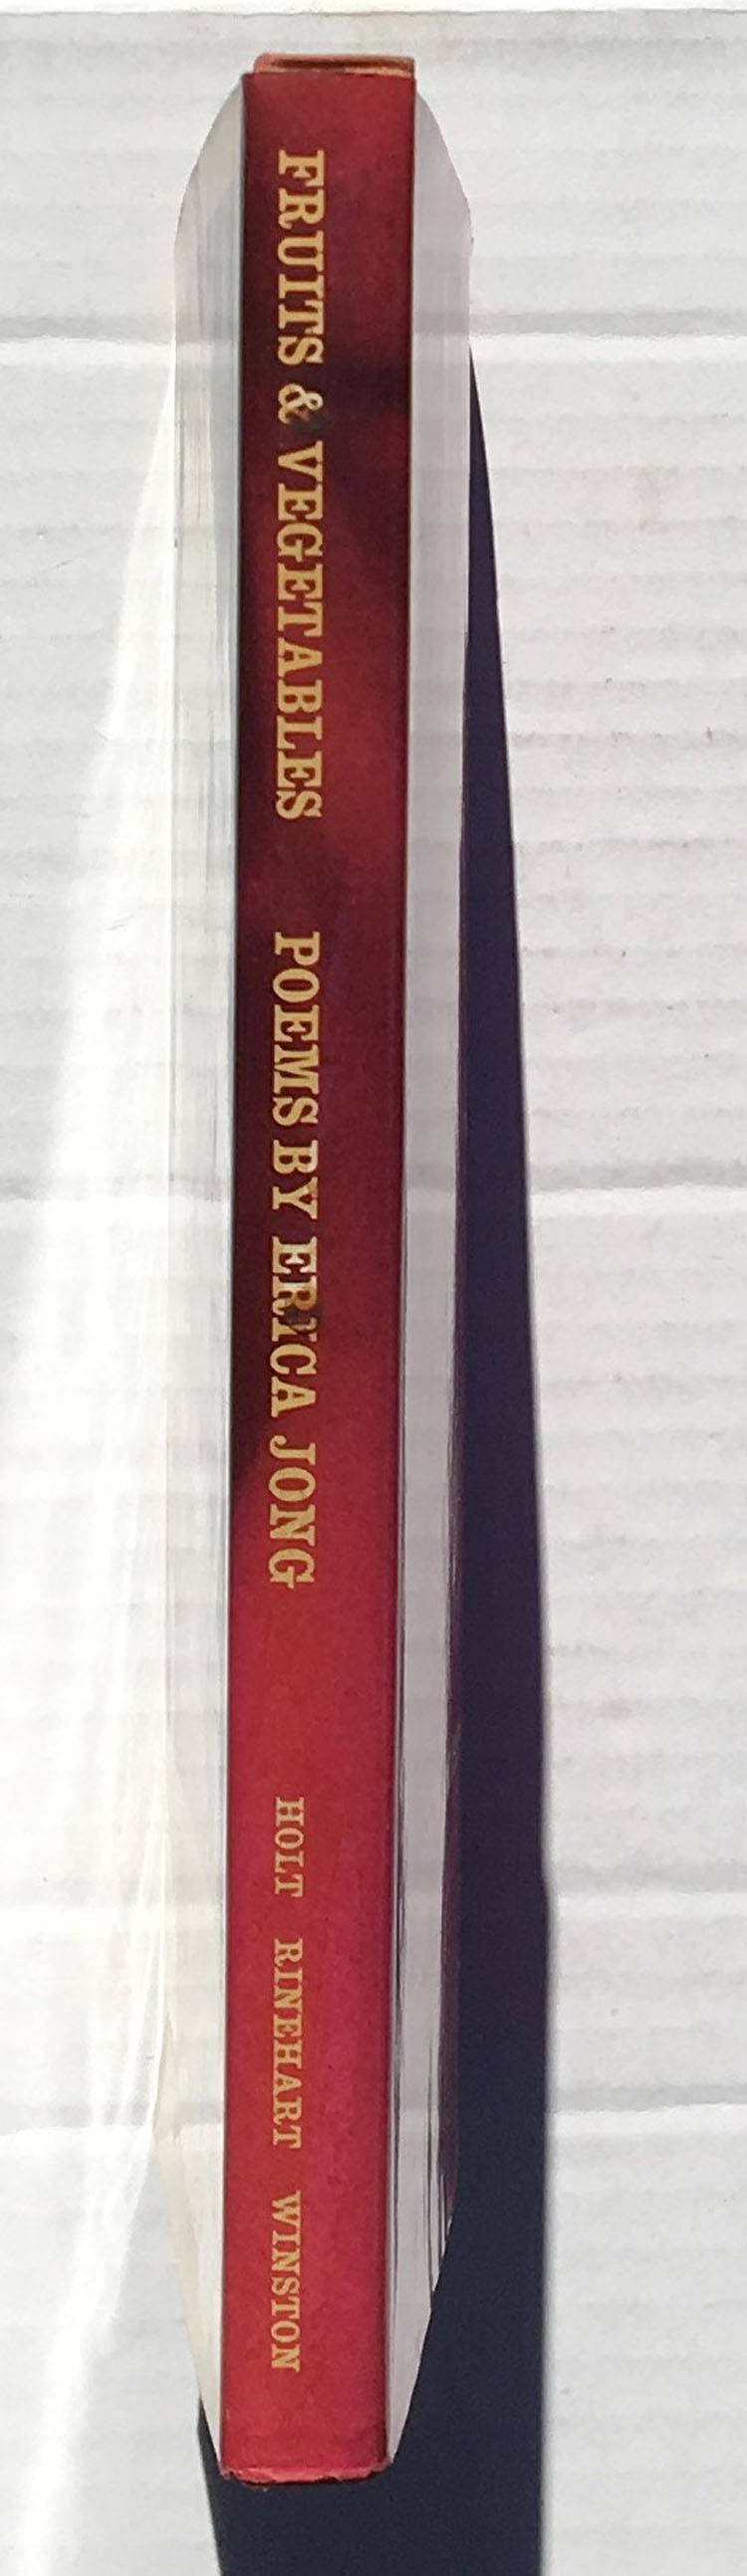 FRUITS & VEGETABLES POEMS BY ERICA JONG HOLT RINEHART WINSTON